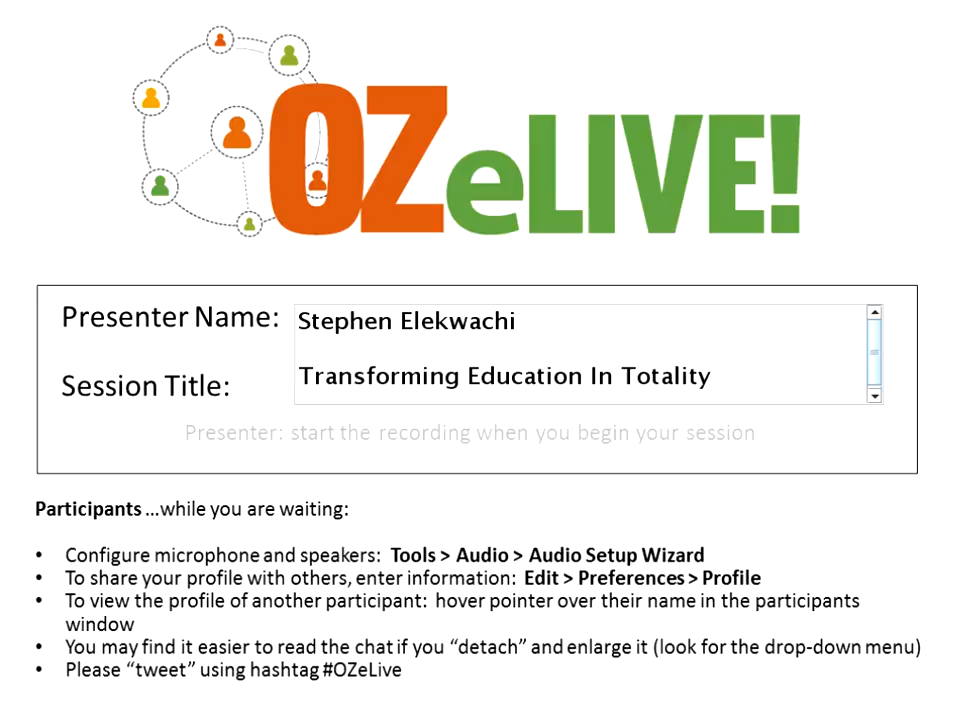 OZeLIVE!
Presenter Name:
Stephen Elekwachi
Session Title:
Transforming Education In Totality
Presenter: start the recording when you begin your session
Participants ...while you are waiting:
• Configure microphone and speakers: Tools > Audio > Audio Setup Wizard
• To share your profile with others, enter information: Edit > Preferences > Profile
• To view the profile of another participant: hover pointer over their name in the participants
window
• You may find it easier to read the chat if you “detach” and enlarge it (look for the drop-down menu)
• Please “tweet” using hashtag #OZeLive